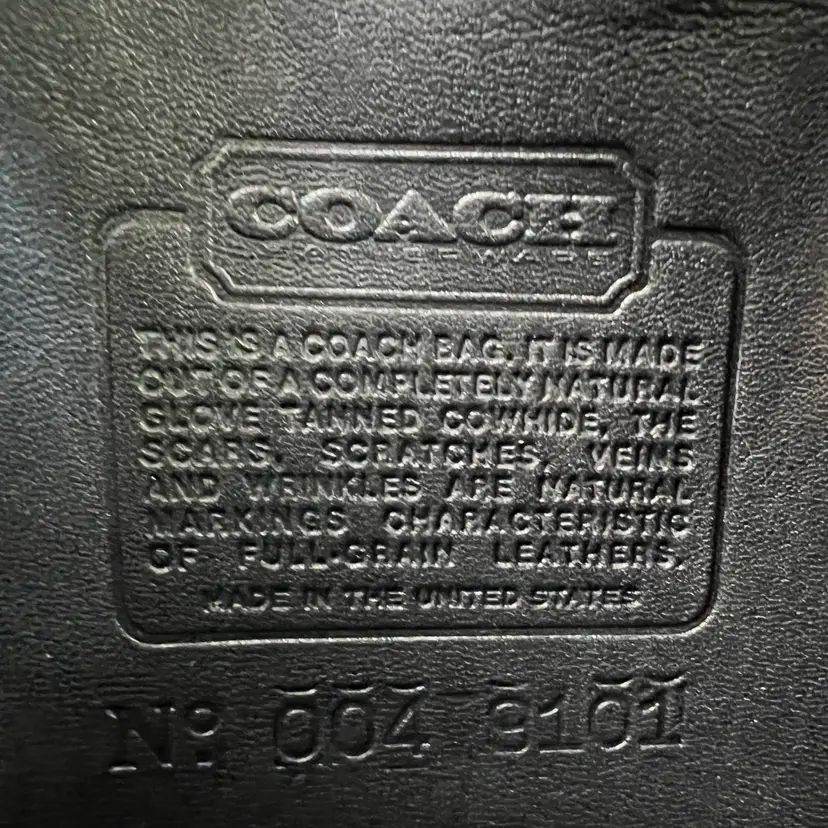 COACH
LEATHERWARE
THIS IS A COACH BAG. IT IS MADE
OUT OF A COMPLETELY NATURAL
GLOVE TANNED COWHIDE, THE
SCARS, SCRATCHES, VEINS
AND WRINKLES ARE NATURAL
MARKINGS CHARACTERISTIC
OF FULL-GRAIN LEATHERS.
MADE IN THE UNITED STATES
No: 004-9101